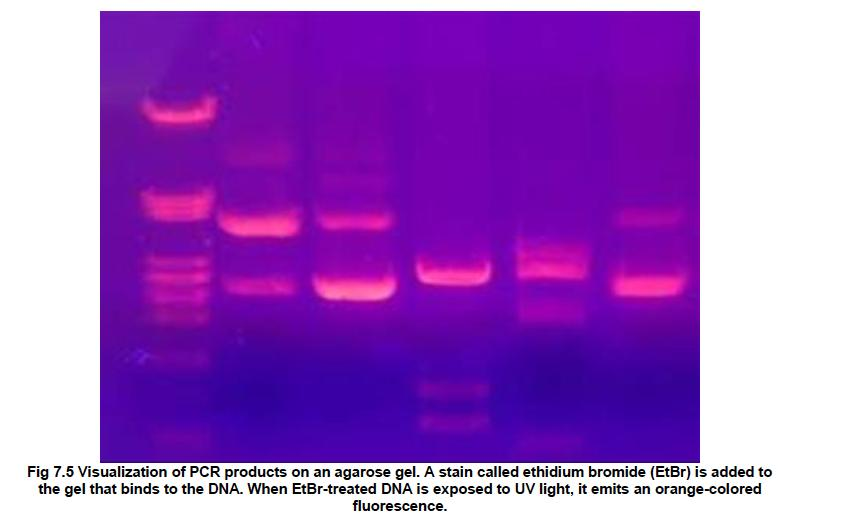 Fig 7.5 Visualization of PCR products on an agarose gel. A stain called ethidium bromide (EtBr) is added to
the gel that binds to the DNA. When EtBr-treated DNA is exposed to UV light, it emits an orange-colored
fluorescence.